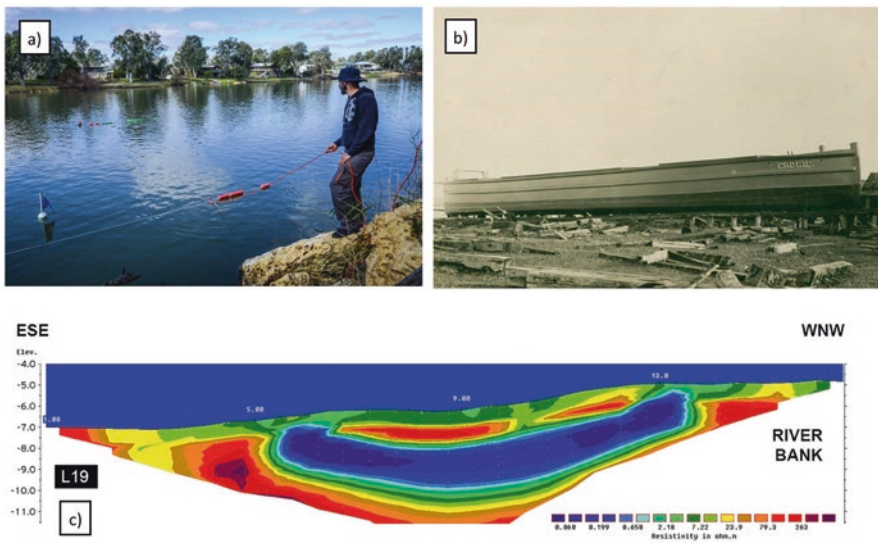 a)
b)
ESE
WNW
Elev.
-4.0
-5.0
-6.0
-7.0
-8.0
-9.0
-10.0
-11.0
5.00
9.00
13.0
L19
c)
RIVER
BANK
0.060 0.199 0.658 2.18 7.22 23.9 79.3 263
Resistivity in ohm.m